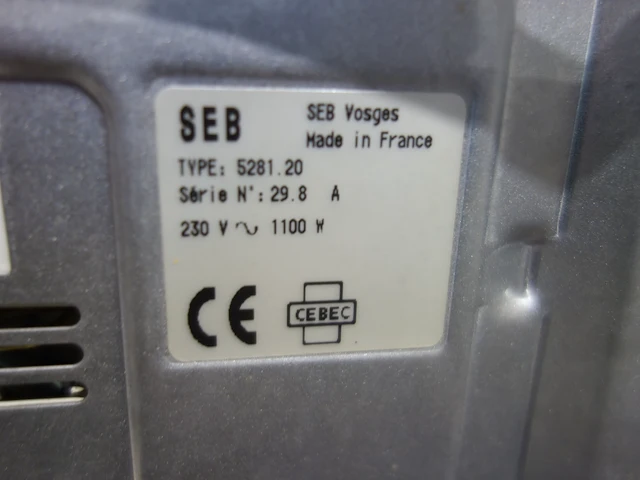 SEB
SEB Vosges
Made in France
TYPE: 5281.20
Série N°: 29.8 A
230 V ~ 1100 W
CE
CEBEC